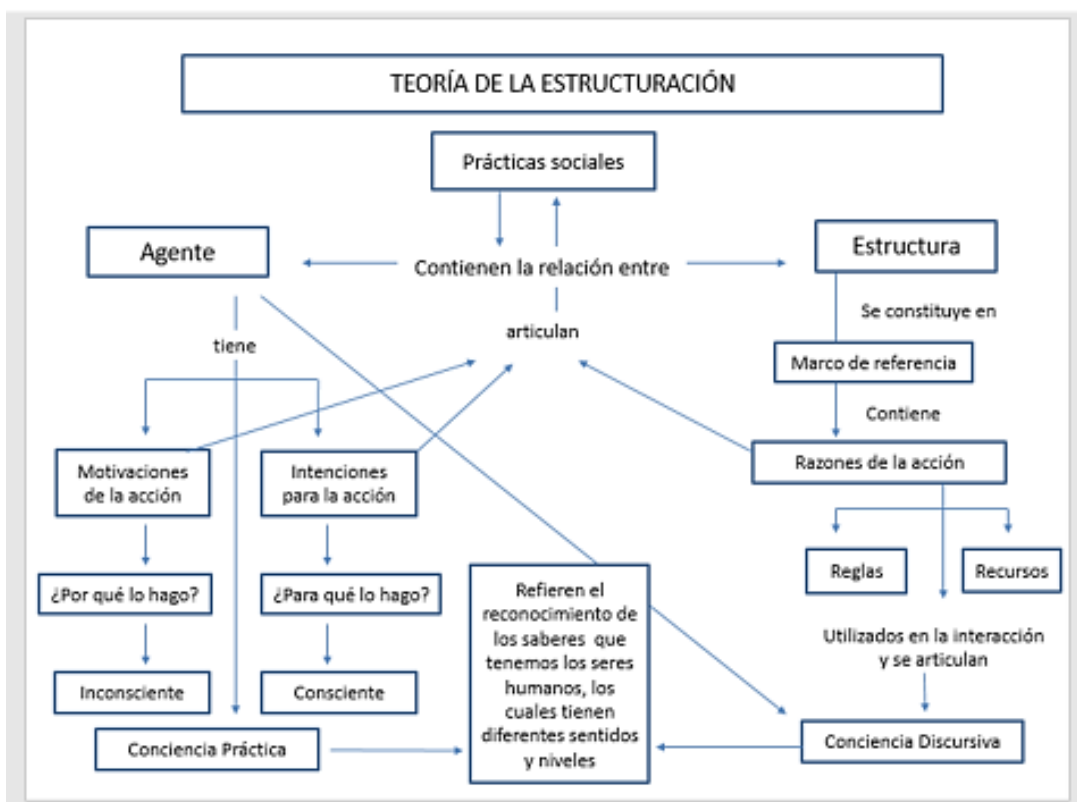 TEORÍA DE LA ESTRUCTURACIÓN
Prácticas sociales
Agente
Contienen la relación entre
Estructura
Se constituye en
tiene
articulan
Marco de referencia
Contiene
Motivaciones
de la acción
Intenciones
para la acción
Razones de la acción
¿Por qué lo hago?
¿Para qué lo hago?
Refieren el
reconocimiento de
los saberes que
tenemos los seres
humanos, los
cuales tienen
diferentes sentidos
y niveles
Reglas
Recursos
Utilizados en la interacción
y se articulan
Inconsciente
Consciente
Conciencia Práctica
Conciencia Discursiva